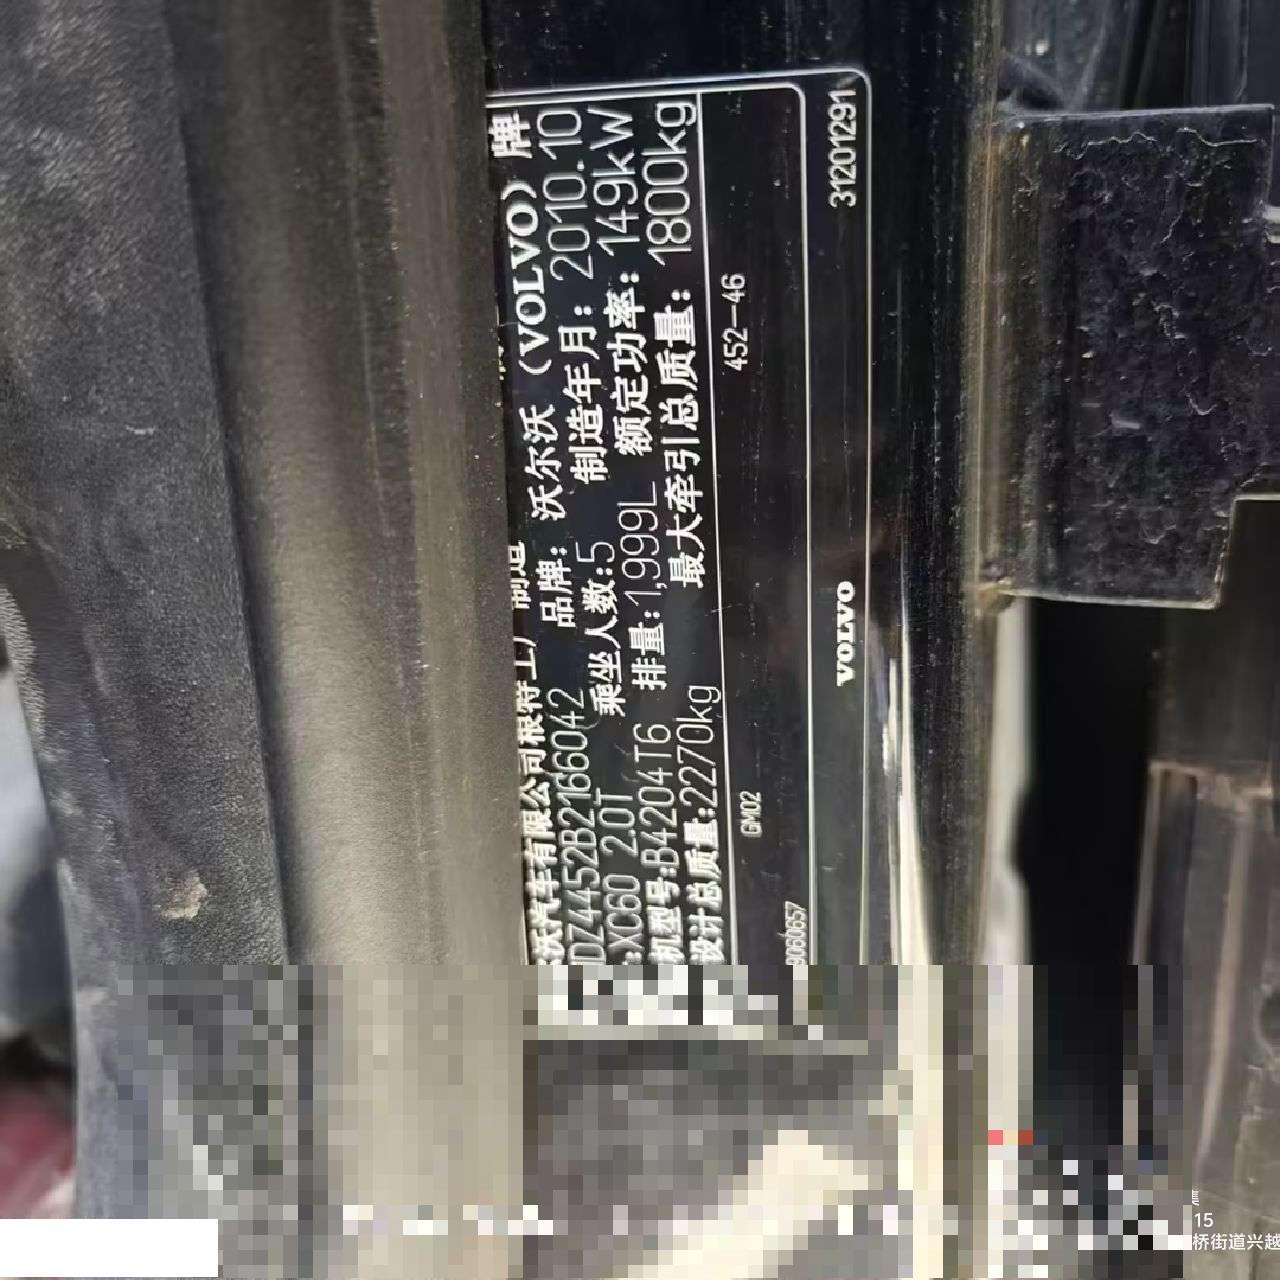 沃汽车有限公司根特工厂 制造
DZ4452B2166042 品牌: 沃尔沃 (VOLVO) 牌
:XC60 2.0T 乘坐人数:5 制造年月: 2010.10
机型号:B4204T6 排量: 1,999L 额定功率: 149kW
设计总质量:2270kg 最大牵引总质量: 1800kg
GM02 452-46
9060657
VOLVO 31201291
15
桥街道兴越